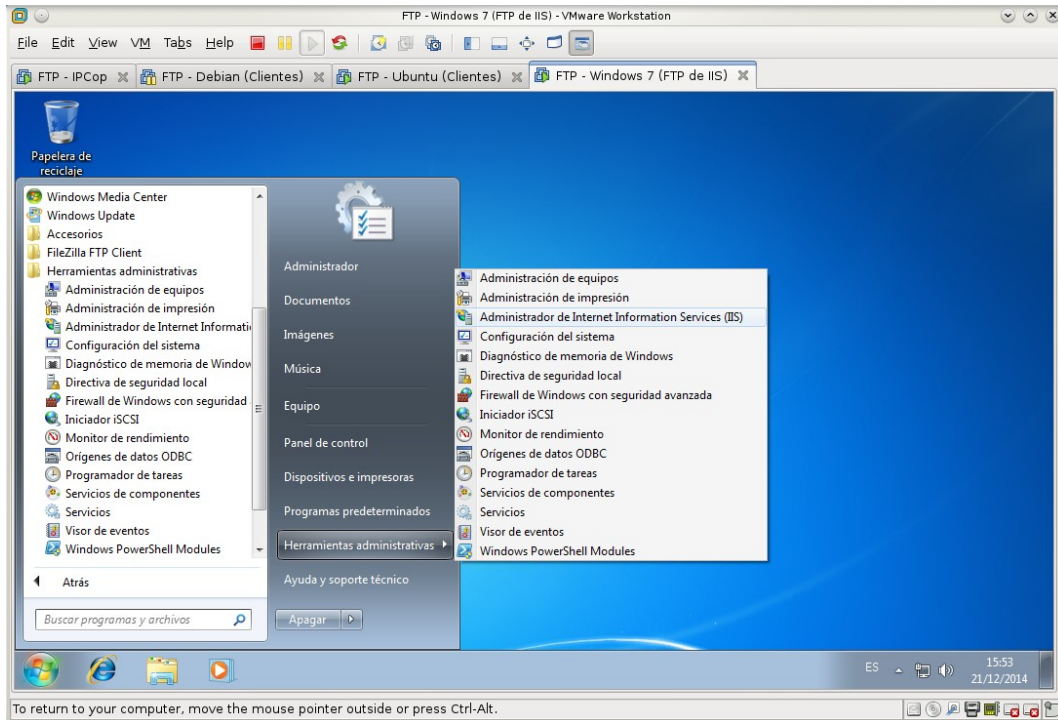 FTP - Windows 7 (FTP de IIS) - VMware Workstation
File Edit View VM Tabs Help
FTP - IPCop
FTP - Debian (Clientes)
FTP - Ubuntu (Clientes)
FTP - Windows 7 (FTP de IIS)
Papelera de
reciclaje
Windows Media Center
Windows Update
Accesorios
FileZilla FTP Client
Herramientas administrativas
Administración de equipos
Administración de impresión
Administrador de Internet Informati
Configuración del sistema
Diagnóstico de memoria de Window
Directiva de seguridad local
Firewall de Windows con seguridad
Iniciador iSCSI
Monitor de rendimiento
Orígenes de datos ODBC
Programador de tareas
Servicios de componentes
Servicios
Visor de eventos
Windows PowerShell Modules
Atrás
Buscar programas y archivos
Administrador
Documentos
Imágenes
Música
Equipo
Panel de control
Dispositivos e impresoras
Programas predeterminados
Herramientas administrativas
Ayuda y soporte técnico
Apagar
Administración de equipos
Administración de impresión
Administrador de Internet Information Services (IIS)
Configuración del sistema
Diagnóstico de memoria de Windows
Directiva de seguridad local
Firewall de Windows con seguridad avanzada
Iniciador iSCSI
Monitor de rendimiento
Orígenes de datos ODBC
Programador de tareas
Servicios de componentes
Servicios
Visor de eventos
Windows PowerShell Modules
ES
15:53
21/12/2014
To return to your computer, move the mouse pointer outside or press Ctrl-Alt.